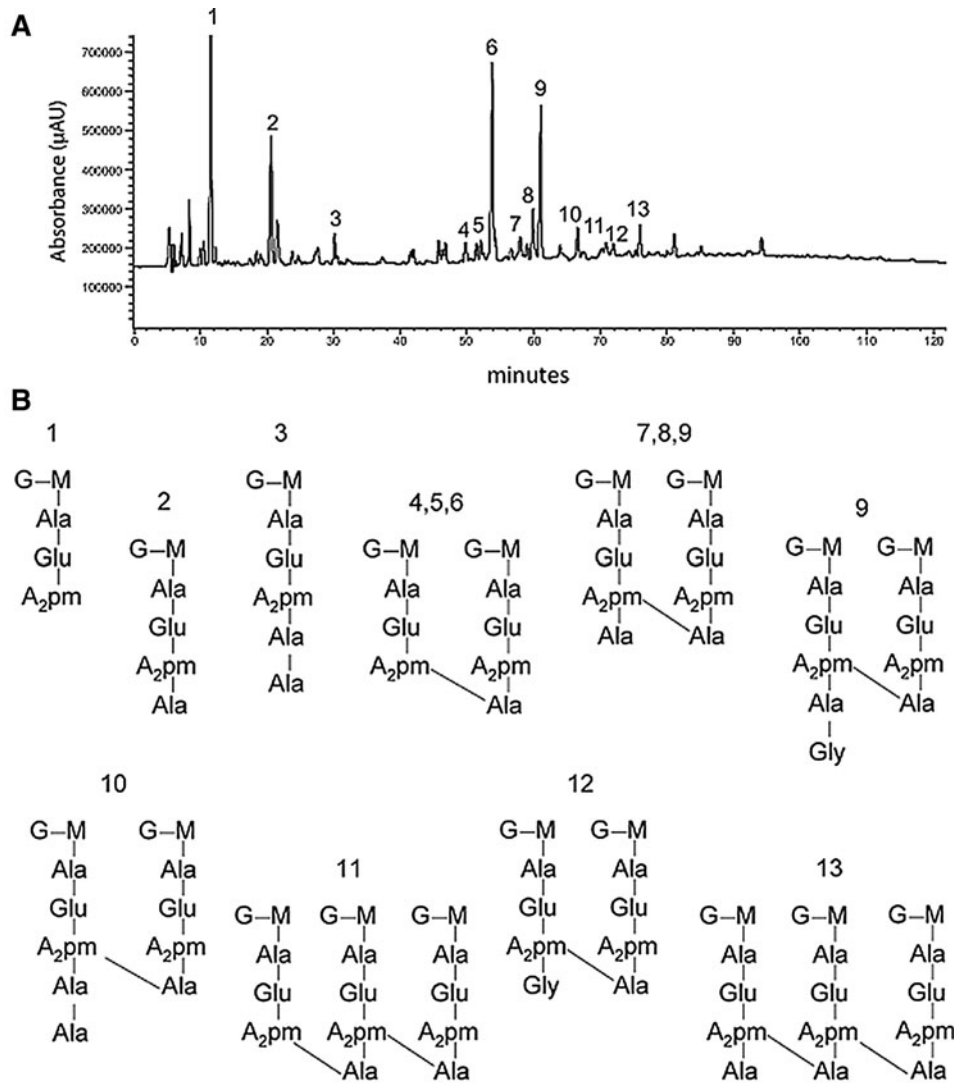 A
Absorbance (µAU)
700000
600000
500000
400000
300000
200000
100000
1
2
3
4
5
6
7
8
9
10
11
12
13
0 10 20 30 40 50 60 70 80 90 100 110 120
minutes
B
1
G–M
Ala
Glu
A₂pm
2
G–M
Ala
Glu
A₂pm
Ala
3
G–M
Ala
Glu
A₂pm
Ala
Ala
4,5,6
G–M G–M
Ala Ala
Glu Glu
A₂pm A₂pm
Ala
7,8,9
G–M G–M
Ala Ala
Glu Glu
A₂pm A₂pm
Ala Ala
9
G–M G–M
Ala Ala
Glu Glu
A₂pm A₂pm
Ala Ala
Gly
10
G–M G–M
Ala Ala
Glu Glu
A₂pm A₂pm
Ala Ala
Ala
11
G–M G–M G–M
Ala Ala Ala
Glu Glu Glu
A₂pm A₂pm A₂pm
Ala Ala
12
G–M G–M
Ala Ala
Glu Glu
A₂pm A₂pm
Gly Ala
13
G–M G–M G–M
Ala Ala Ala
Glu Glu Glu
A₂pm A₂pm A₂pm
Ala Ala Ala